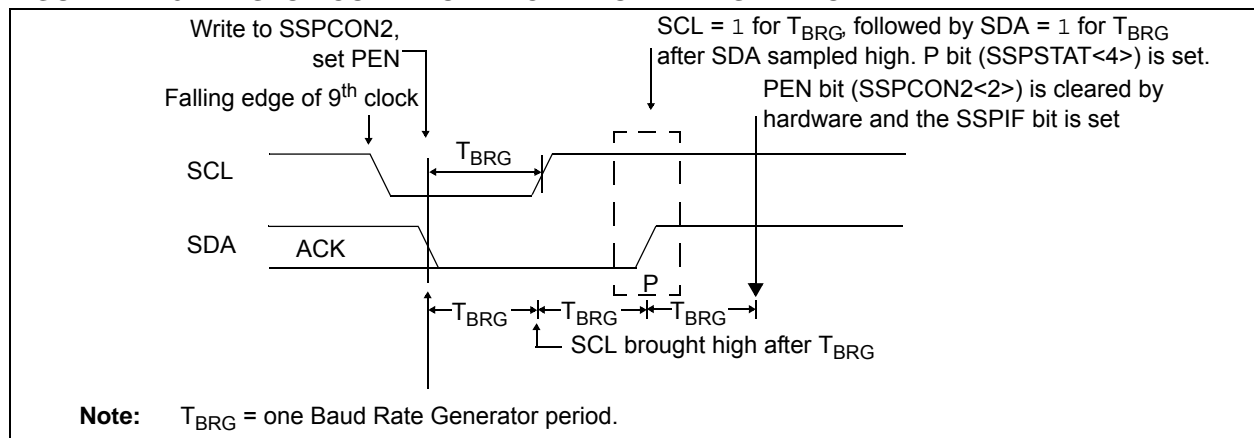 Write to SSPCON2,
set PEN
SCL = 1 for TBRG, followed by SDA = 1 for TBRG
after SDA sampled high. P bit (SSPSTAT<4>) is set.
PEN bit (SSPCON2<2>) is cleared by
hardware and the SSPIF bit is set
Falling edge of 9th clock
TBRG
SCL
SDA
ACK
P
TBRG
TBRG
TBRG
SCL brought high after TBRG
Note: TBRG = one Baud Rate Generator period.